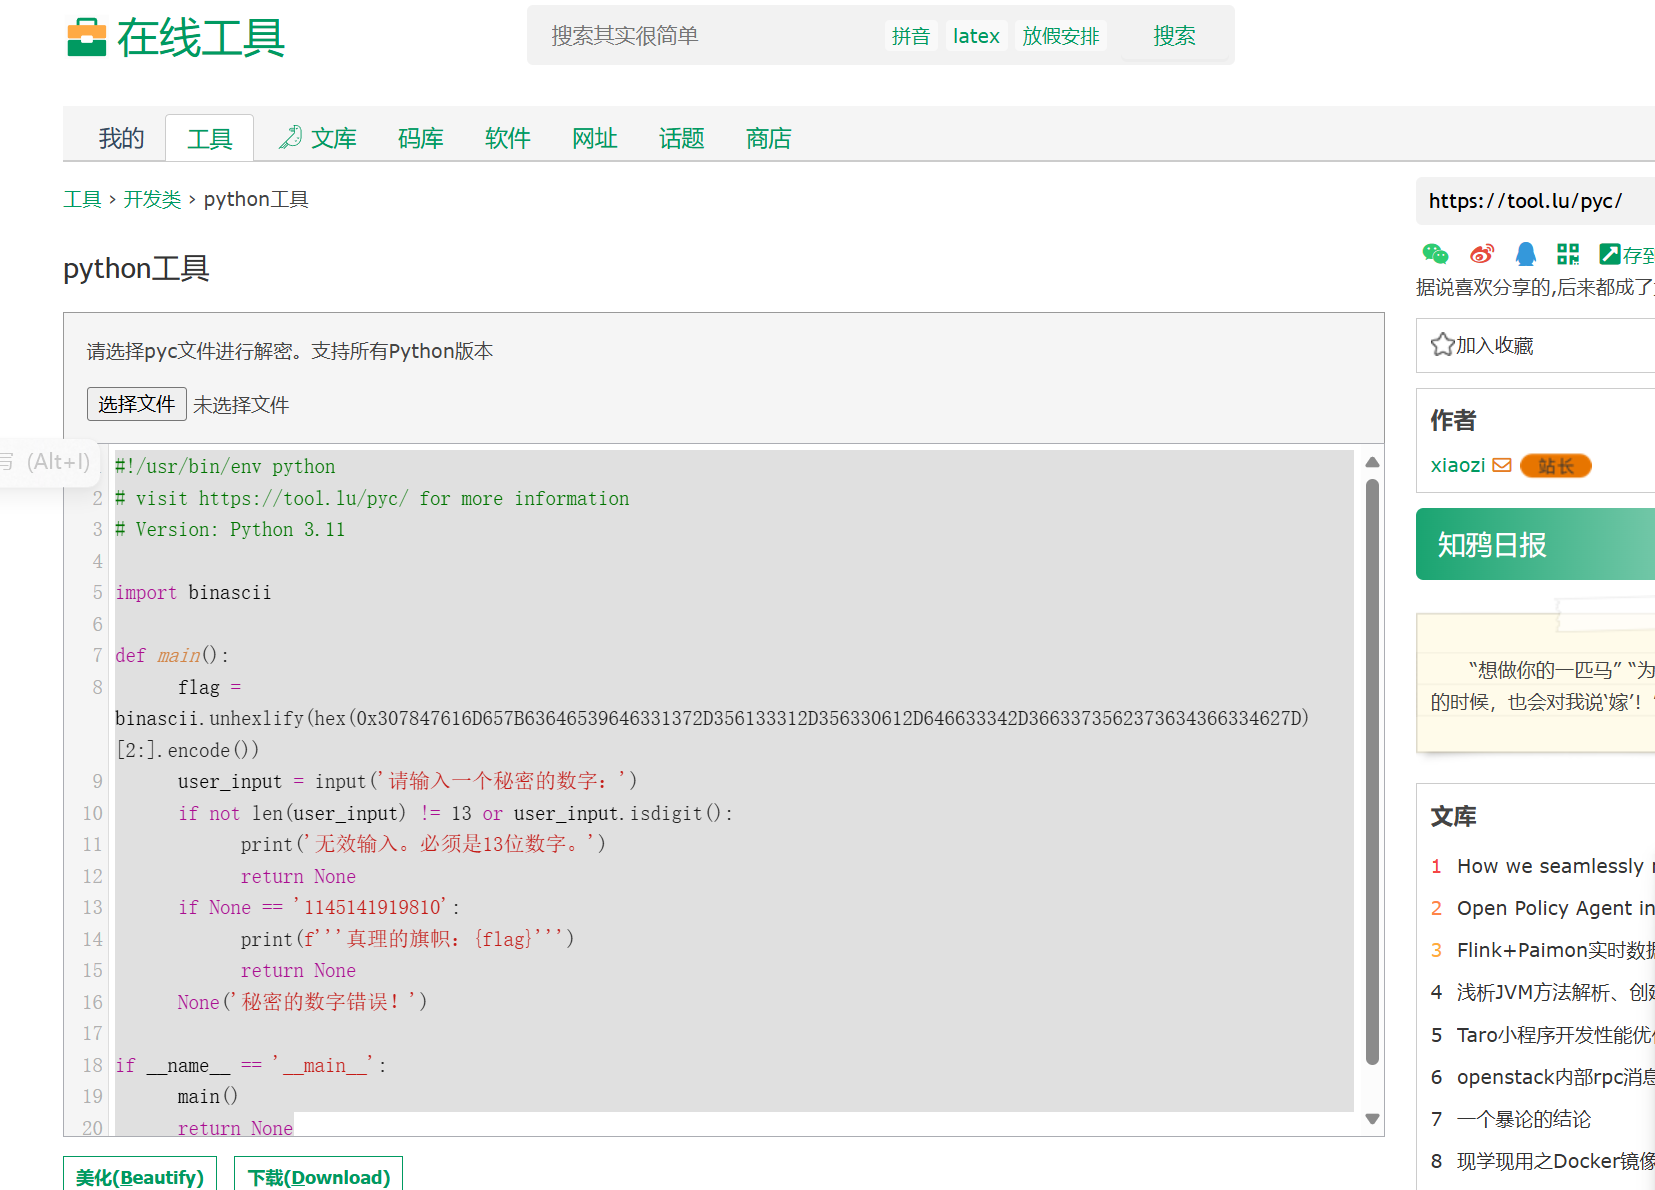 在线工具
搜索其实很简单 拼音 latex 放假安排 搜索
我的 工具 文库 码库 软件 网址 话题 商店
工具 › 开发类 › python工具
python工具
请选择pyc文件进行解密。支持所有Python版本
选择文件 未选择文件
写 (Alt+I)
#!/usr/bin/env python
2 # visit https://tool.lu/pyc/ for more information
3 # Version: Python 3.11
4
5 import binascii
6
7 def main():
8 flag =
binascii.unhexlify(hex(0x307847616D657B63646539646331372D356133312D356330612D646633342D366337356237363436633462​7D)
[2:].encode())
9 user_input = input('请输入一个秘密的数字：')
10 if not len(user_input) != 13 or user_input.isdigit():
11 print('无效输入。必须是13位数字。')
12 return None
13 if None == '1145141919810':
14 print(f'''真理的旗帜：{flag}''')
15 return None
16 None('秘密的数字错误！')
17
18 if __name__ == '__main__':
19 main()
20 return None
美化(Beautify) 下载(Download)
https://tool.lu/pyc/
存到
据说喜欢分享的,后来都成了
加入收藏
作者
xiaozi 站长
知鸦日报
“想做你的一匹马” “为
的时候，也会对我说‘嫁’！
文库
1 How we seamlessly
2 Open Policy Agent in
3 Flink+Paimon实时数据
4 浅析JVM方法解析、创建
5 Taro小程序开发性能优化
6 openstack内部rpc消息
7 一个暴论的结论
8 现学现用之Docker镜像